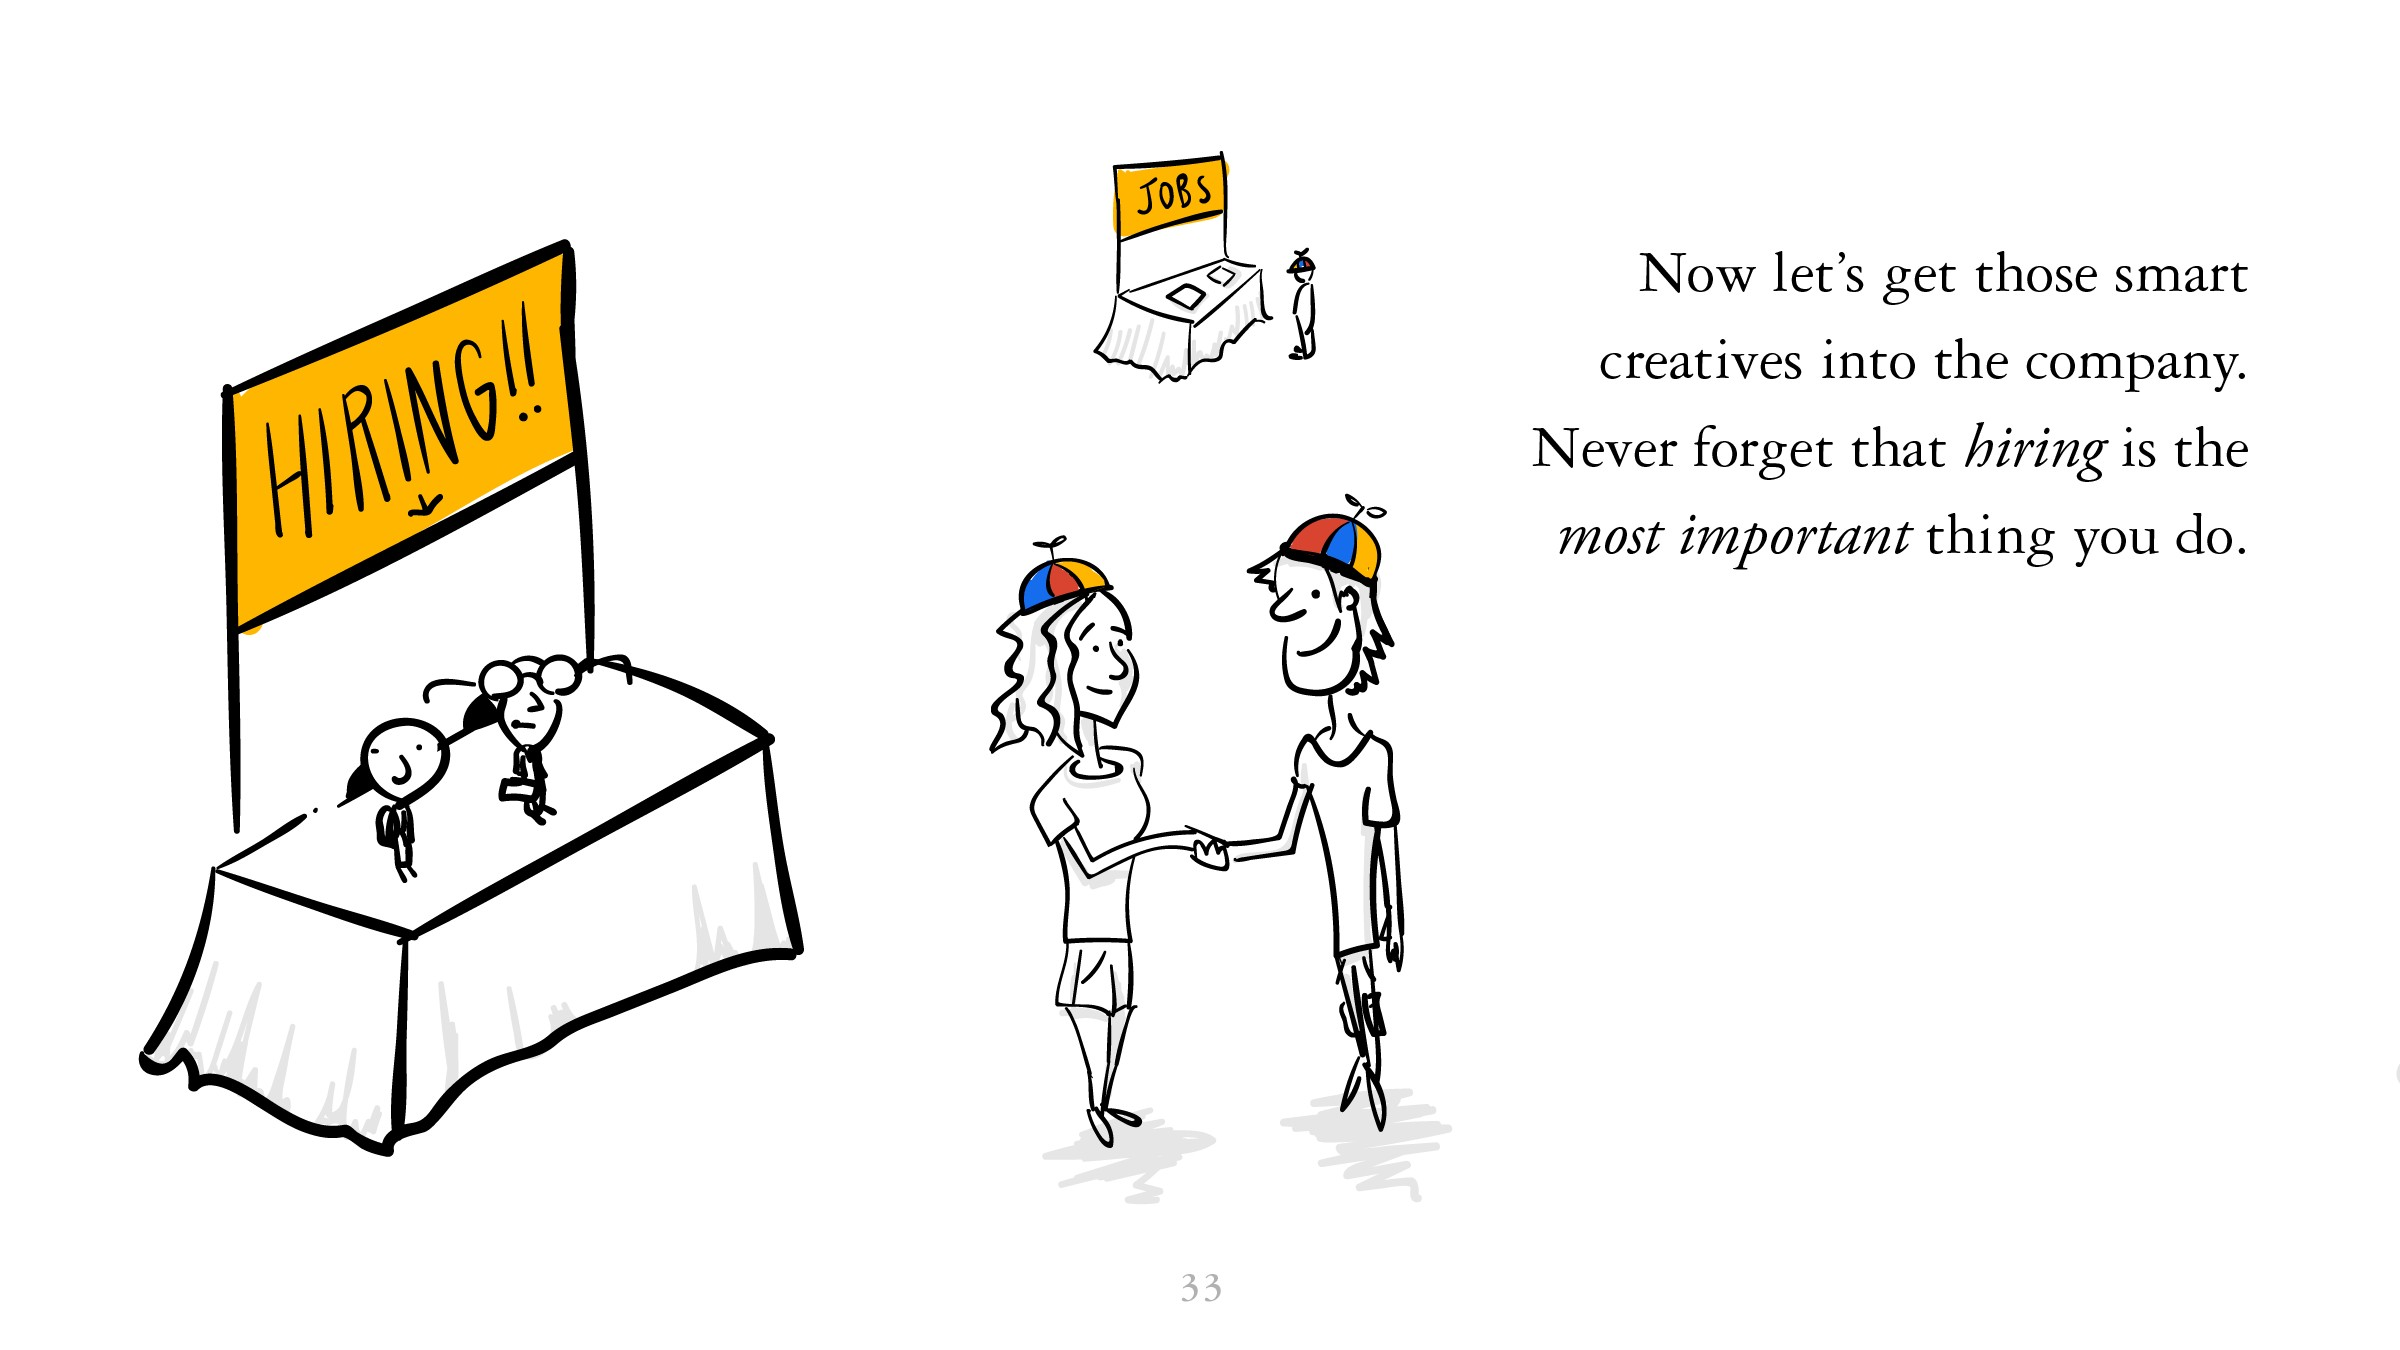 HIRING!!
JOBS
Now let’s get those smart
creatives into the company.
Never forget that hiring is the
most important thing you do.
33